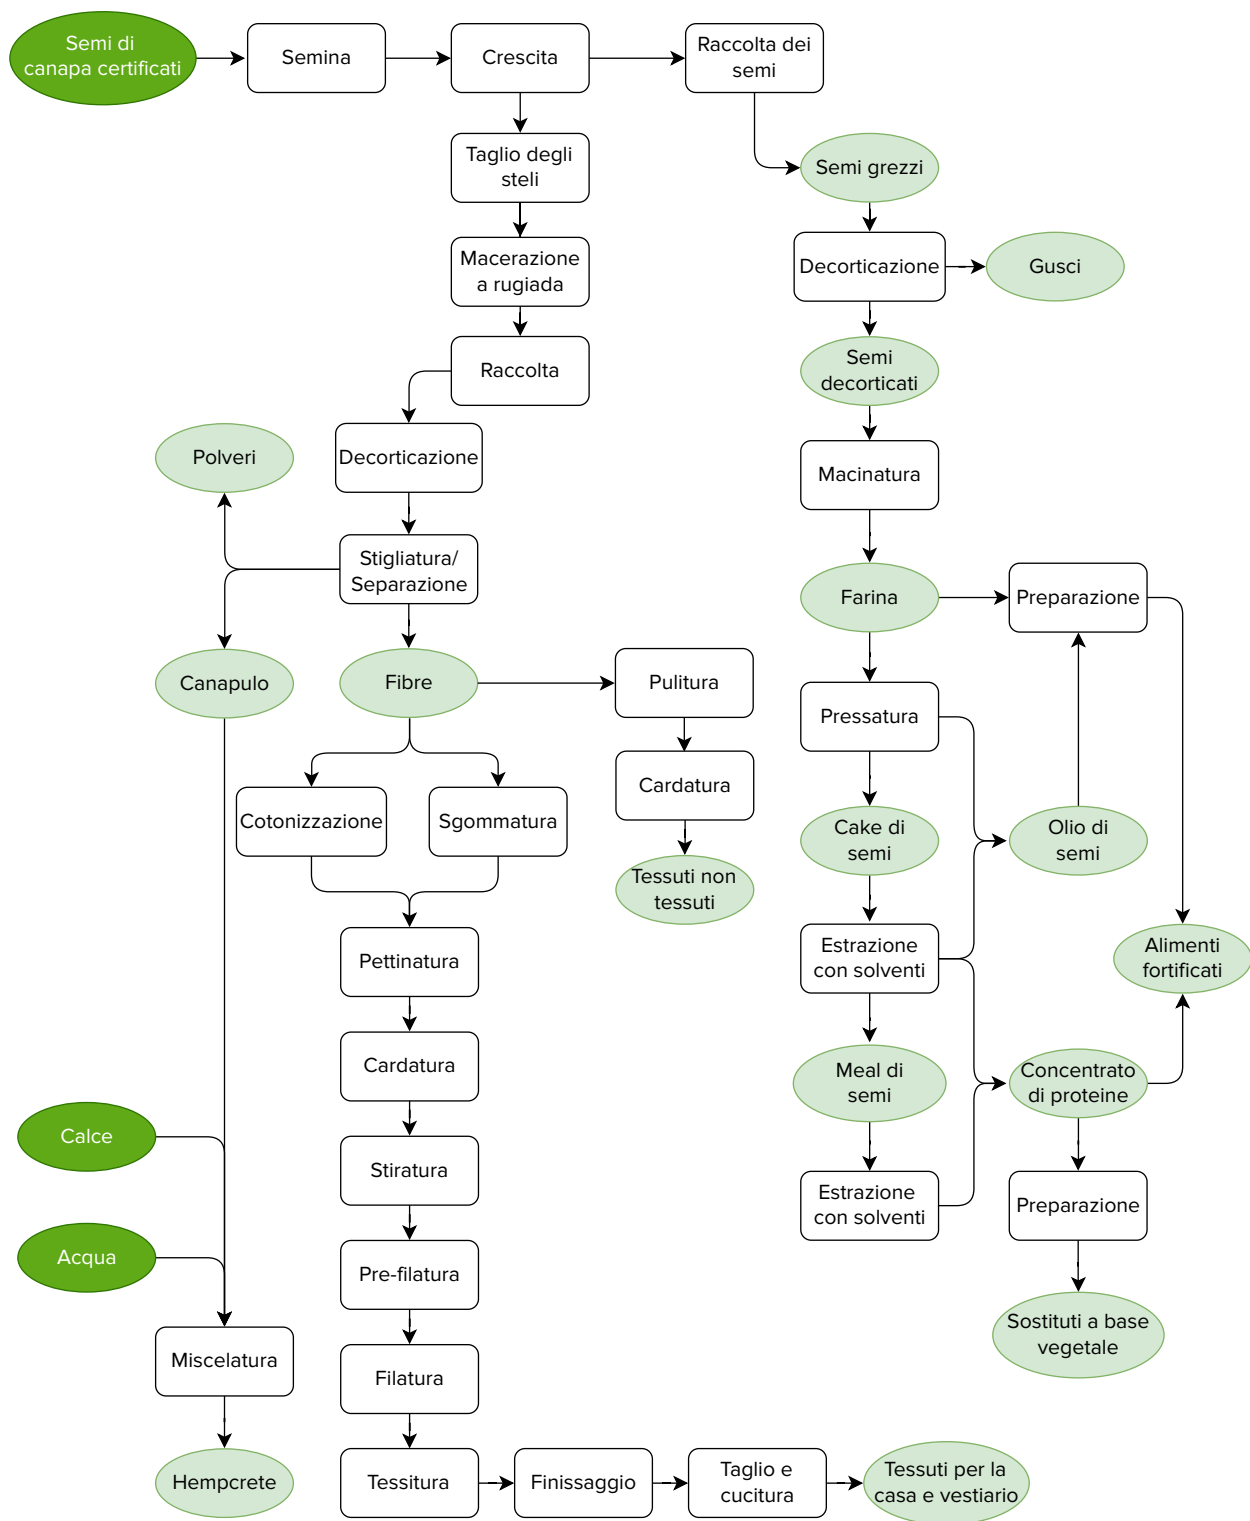 Semi di
canapa certificati
Semina
Crescita
Raccolta dei
semi
Taglio degli
steli
Semi grezzi
Macerazione
a rugiada
Decorticazione
Gusci
Raccolta
Semi
decorticati
Polveri
Decorticazione
Macinatura
Stigliatura/
Separazione
Farina
Preparazione
Canapulo
Fibre
Pulitura
Pressatura
Cardatura
Cotonizzazione
Sgommatura
Cake di
semi
Olio di
semi
Tessuti non
tessuti
Pettinatura
Estrazione
con solventi
Alimenti
fortificati
Cardatura
Meal di
semi
Concentrato
di proteine
Calce
Stiratura
Estrazione
con solventi
Preparazione
Acqua
Pre-filatura
Sostituti a base
vegetale
Miscelatura
Filatura
Hempcrete
Tessitura
Finissaggio
Taglio e
cucitura
Tessuti per la
casa e vestiario